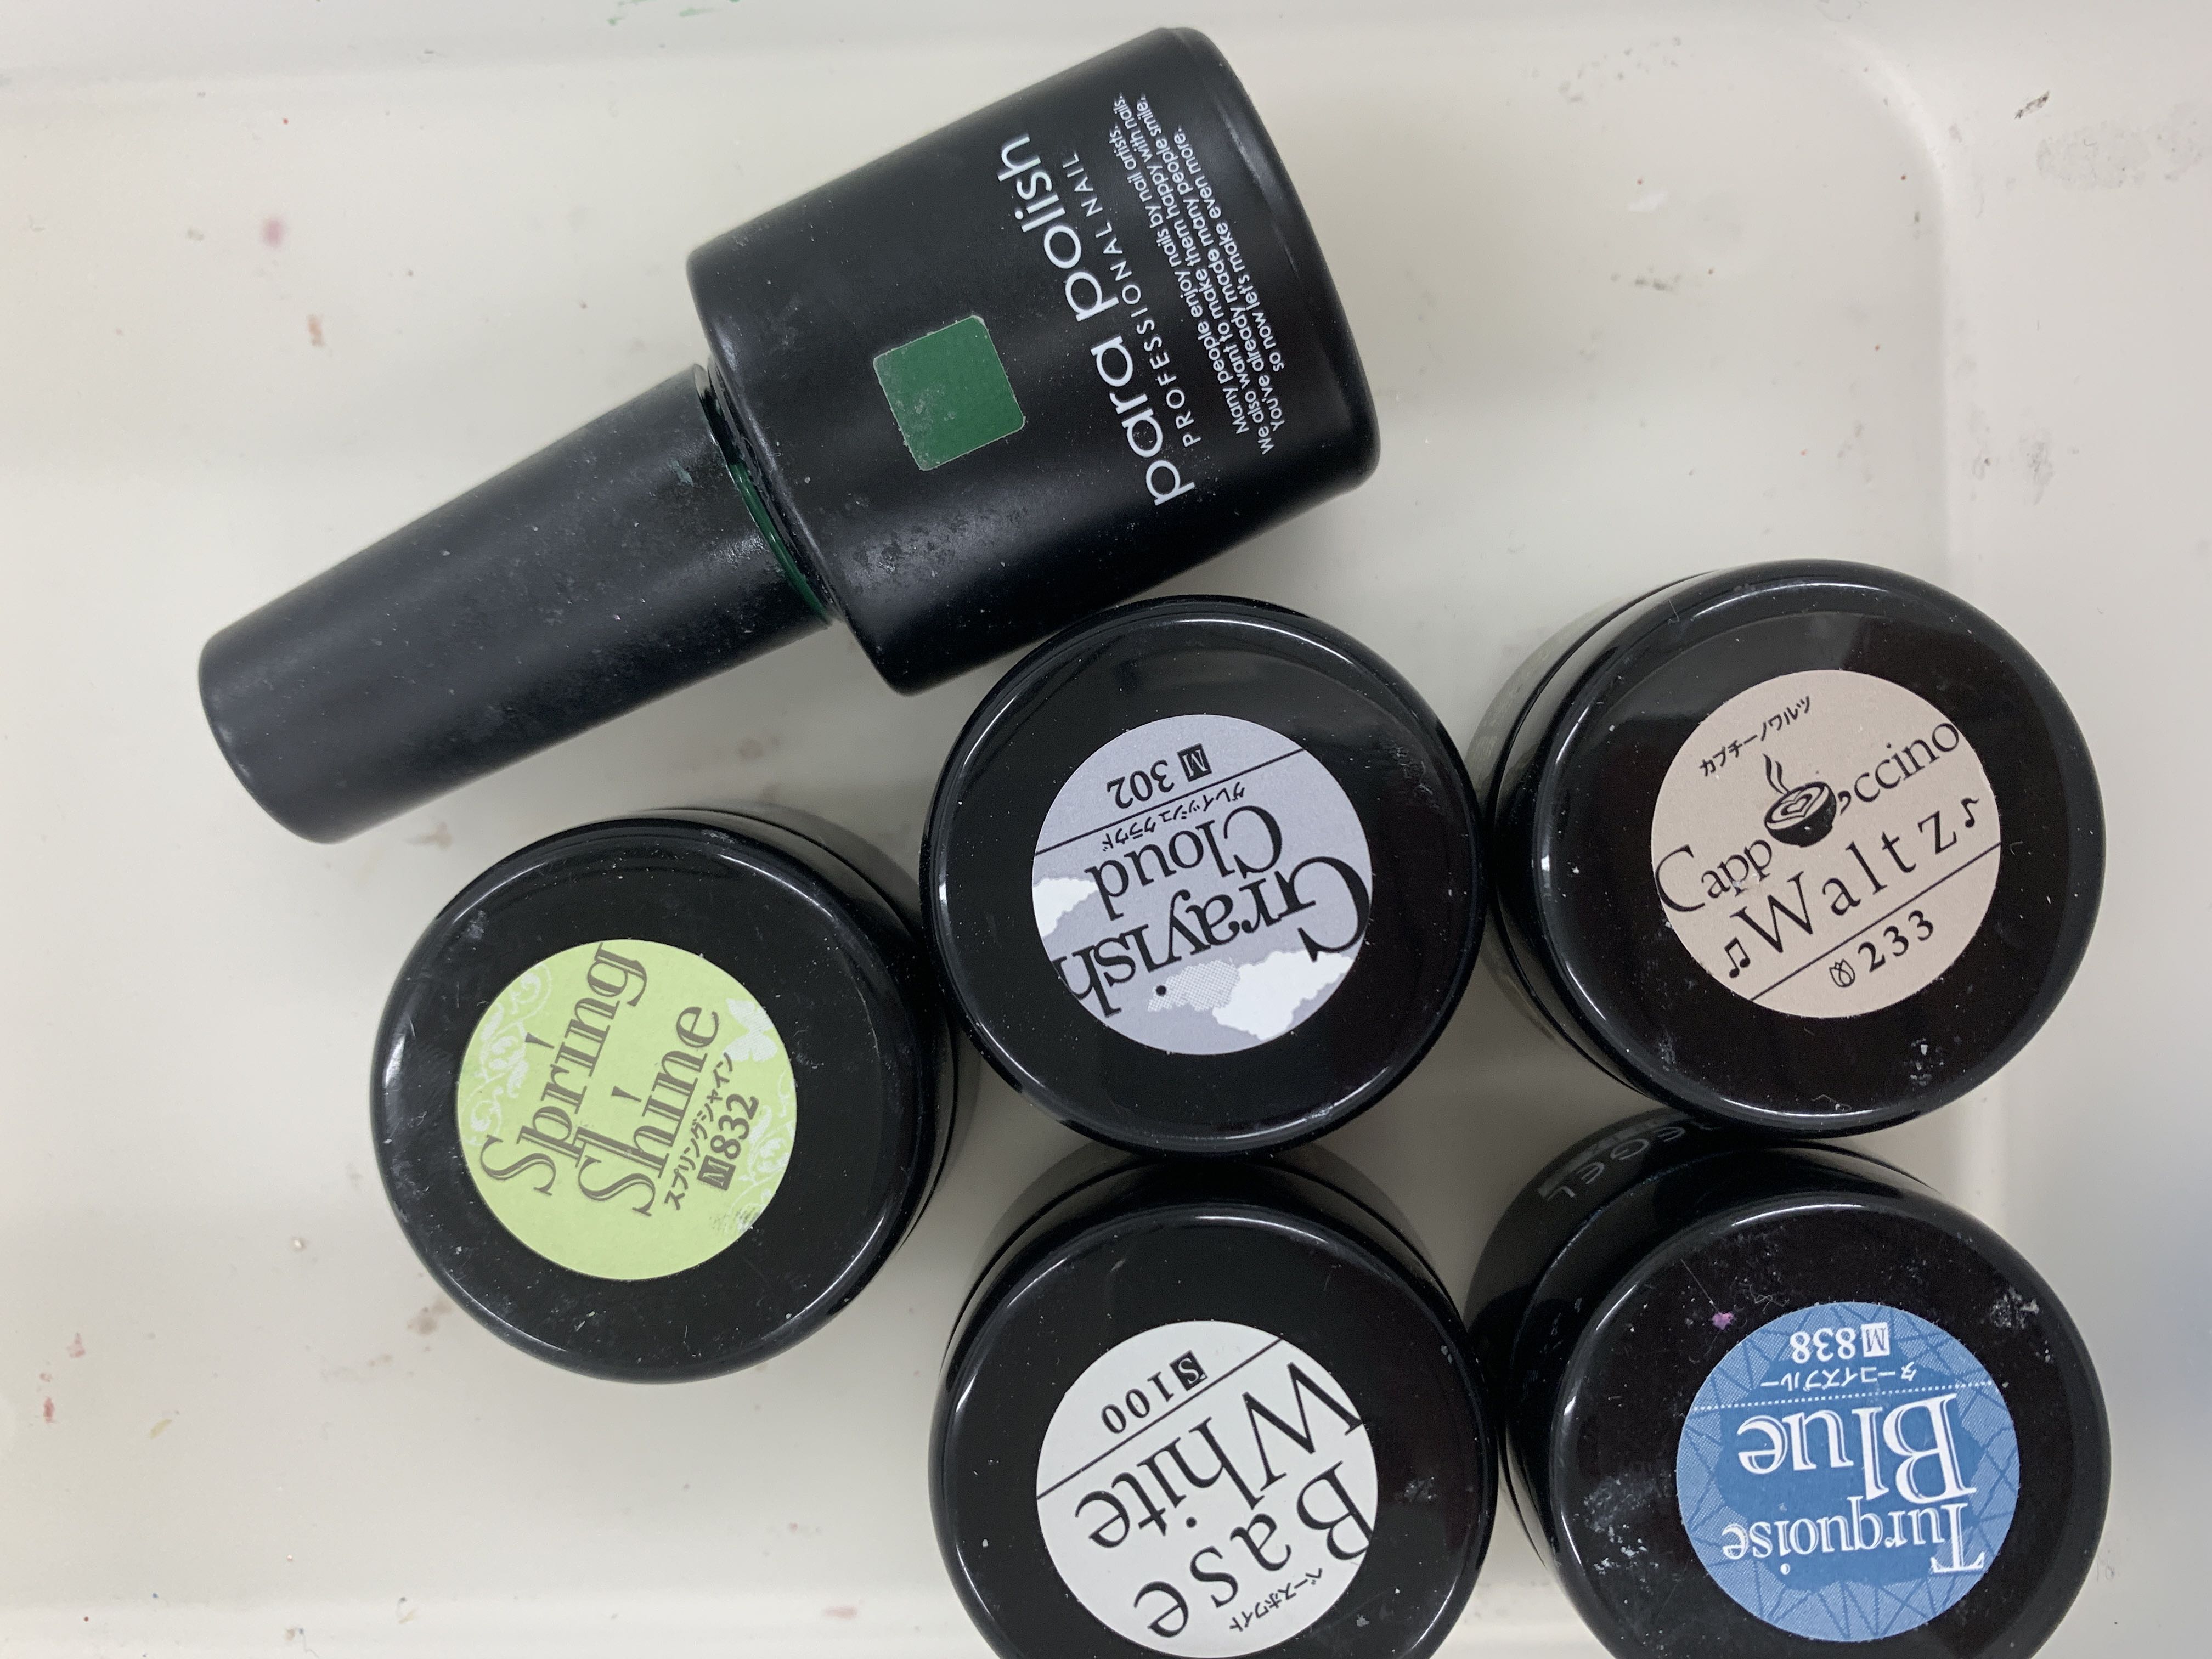 Spring
Shine
スプリングシャイン
M832
para polish
PROFESSIONAL NAIL
Many people enjoy nails by nail artists.
We also want to make them happy with nails.
You've already made many people smile.
so now let's make even more.
ベースホワイト
Base
White
S100
Grayish
Cloud
グレイッシュクラウド
M302
Turquoise
Blue
ターコイズブルー
M838
カプチーノワルツ
Cappuccino
♫Waltz♪
233